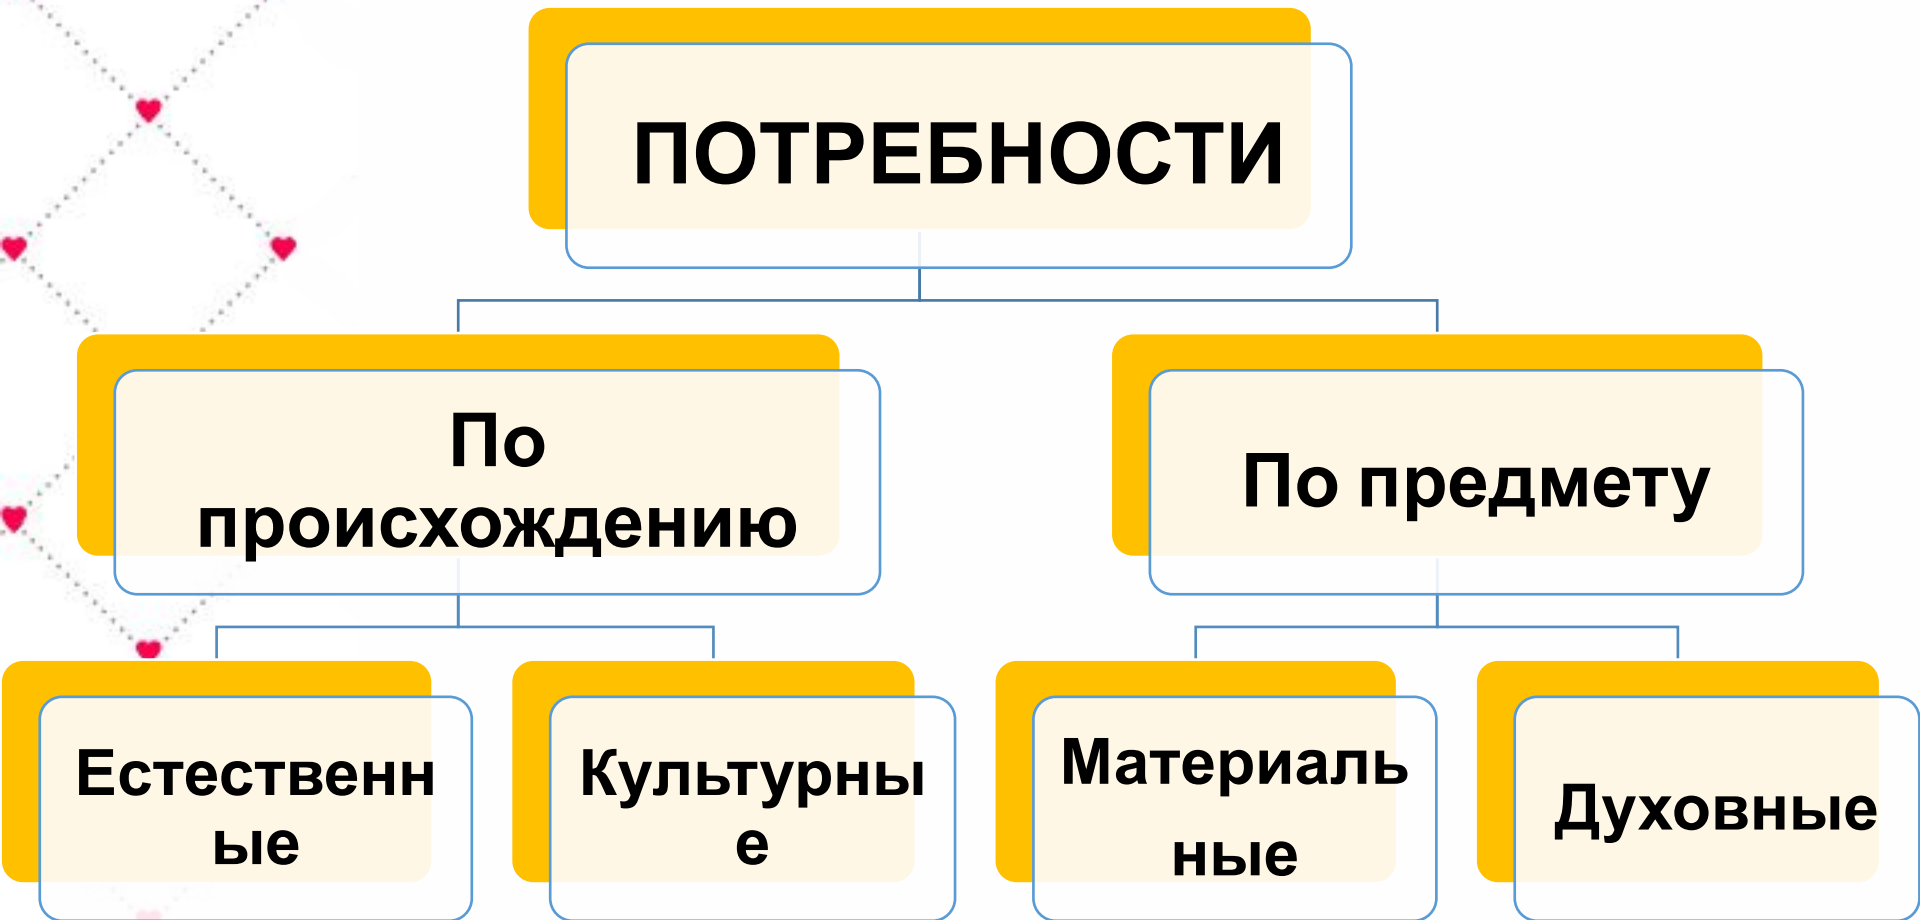 ПОТРЕБНОСТИ
По
происхождению
По предмету
Естественн
ые
Культурны
е
Материаль
ные
Духовные